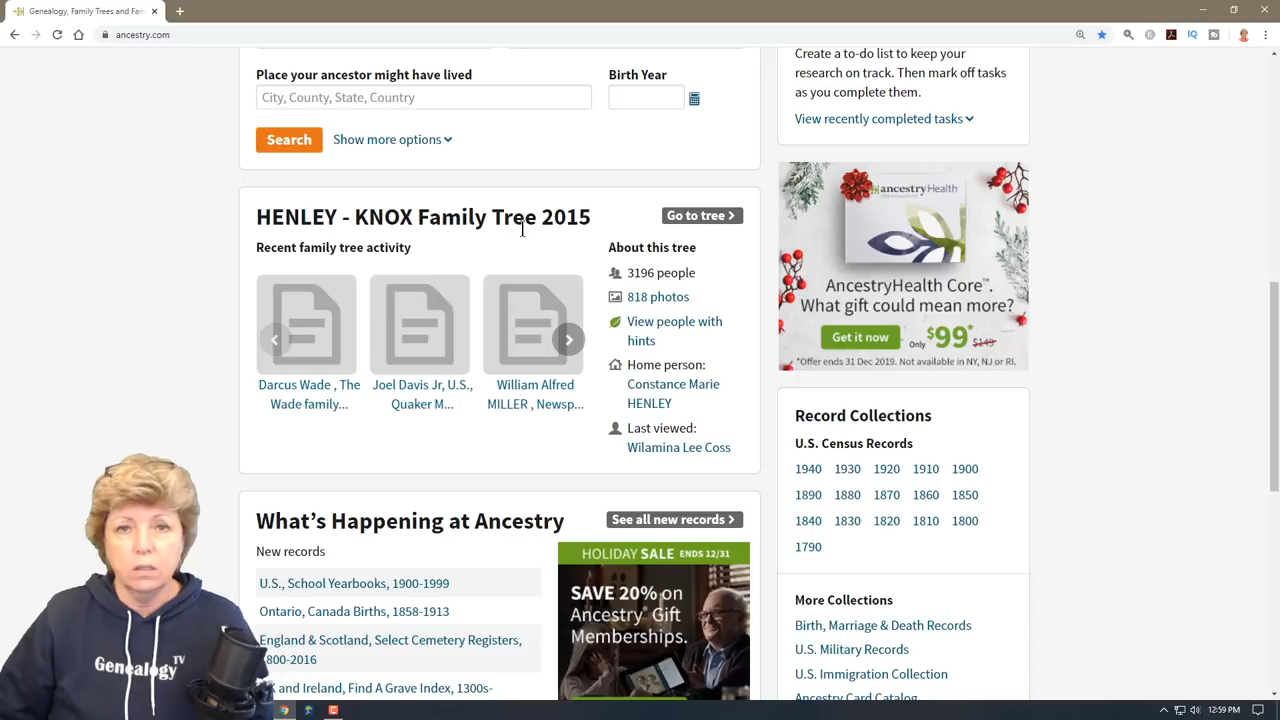 Genealogy, Family Trees and Fam
ancestry.com
Place your ancestor might have lived
Birth Year
City, County, State, Country
Search
Show more options
HENLEY - KNOX Family Tree 2015
Go to tree >
Recent family tree activity
Darcus Wade , The
Wade family...
Joel Davis Jr, U.S.,
Quaker M...
William Alfred
MILLER , Newsp...
About this tree
3196 people
818 photos
View people with
hints
Home person:
Constance Marie
HENLEY
Last viewed:
Wilamina Lee Coss
What's Happening at Ancestry
See all new records >
New records
U.S., School Yearbooks, 1900-1999
Ontario, Canada Births, 1858-1913
England & Scotland, Select Cemetery Registers,
800-2016
and Ireland, Find A Grave Index, 1300s-
HOLIDAY SALE ENDS 12/31
SAVE 20% on
Ancestry® Gift
Memberships.
Create a to-do list to keep your
research on track. Then mark off tasks
as you complete them.
View recently completed tasks
ancestryHealth
AncestryHealth Core™.
What gift could mean more?
Get it now
Only $99* $149
*Offer ends 31 Dec 2019. Not available in NY, NJ or RI.
Record Collections
U.S. Census Records
1940 1930 1920 1910 1900
1890 1880 1870 1860 1850
1840 1830 1820 1810 1800
1790
More Collections
Birth, Marriage & Death Records
U.S. Military Records
U.S. Immigration Collection
Ancestry Card Catalog
Genealogy TV
12:59 PM